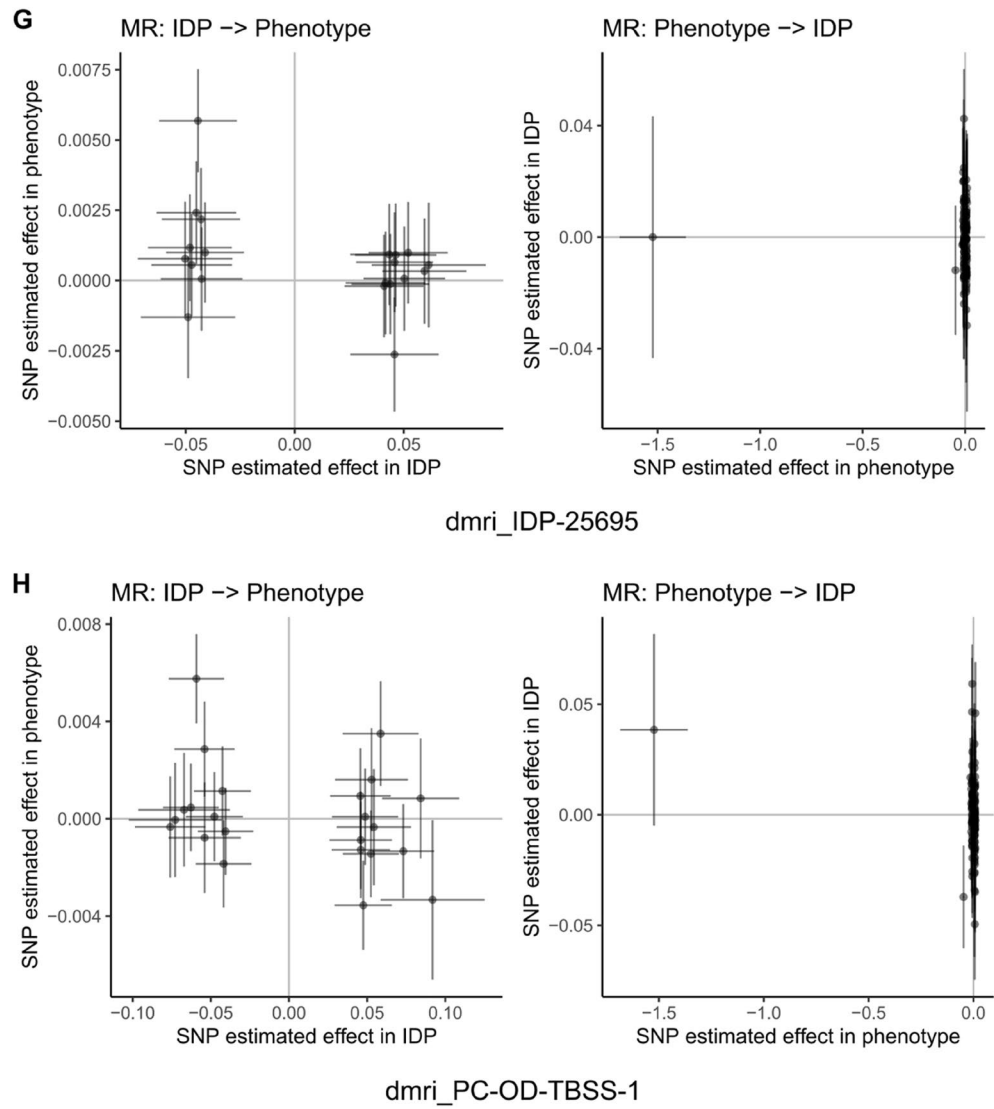 G
MR: IDP −> Phenotype
MR: Phenotype −> IDP
SNP estimated effect in phenotype
0.0075
0.0050
0.0025
0.0000
−0.0025
−0.0050
−0.05
0.00
0.05
SNP estimated effect in IDP
SNP estimated effect in IDP
0.04
0.00
−0.04
−1.5
−1.0
−0.5
0.0
SNP estimated effect in phenotype
dmri_IDP-25695
H
MR: IDP −> Phenotype
MR: Phenotype −> IDP
SNP estimated effect in phenotype
0.008
0.004
0.000
−0.004
−0.10
−0.05
0.00
0.05
0.10
SNP estimated effect in IDP
SNP estimated effect in IDP
0.05
0.00
−0.05
−1.5
−1.0
−0.5
0.0
SNP estimated effect in phenotype
dmri_PC-OD-TBSS-1